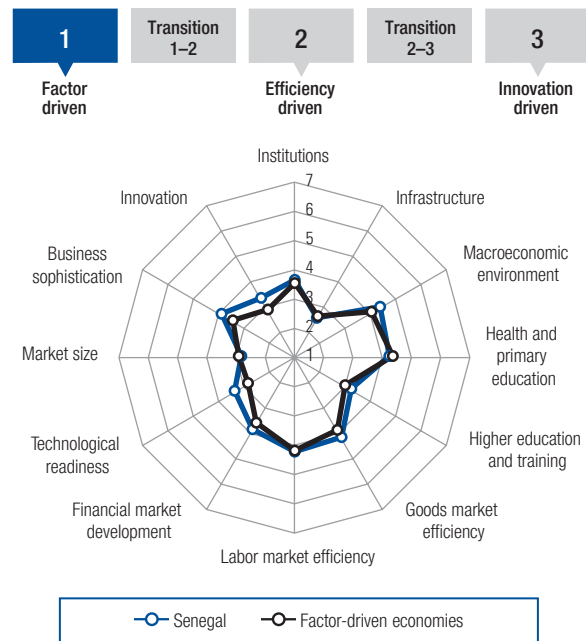 1
Transition
1–2
2
Transition
2–3
3
Factor
driven
Efficiency
driven
Innovation
driven
Institutions
7
6
5
4
3
2
1
Infrastructure
Macroeconomic
environment
Health and
primary
education
Higher education
and training
Goods market
efficiency
Labor market efficiency
Financial market
development
Technological
readiness
Market size
Business
sophistication
Innovation
Senegal
Factor-driven economies